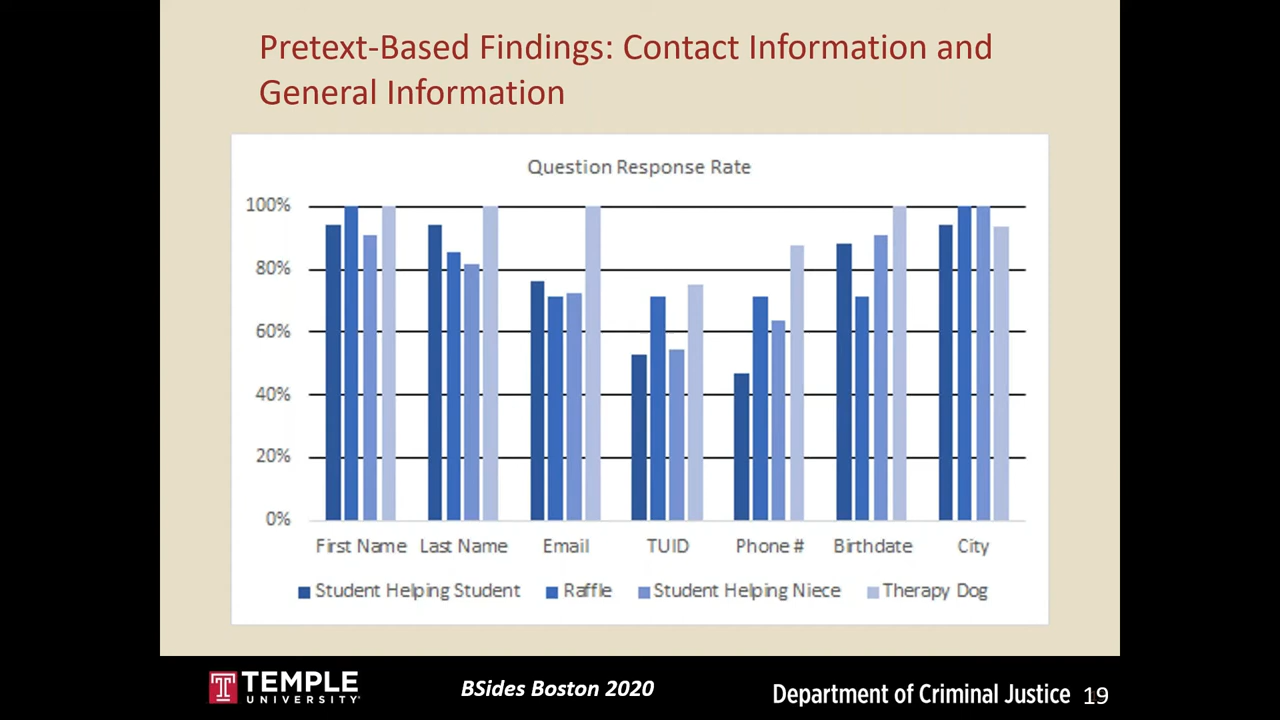 Pretext-Based Findings: Contact Information and
General Information
Question Response Rate
100%
80%
60%
40%
20%
0%
First Name Last Name Email TUID Phone # Birthdate City
Student Helping Student Raffle Student Helping Niece Therapy Dog
T TEMPLE
UNIVERSITY
BSides Boston 2020
Department of Criminal Justice 19